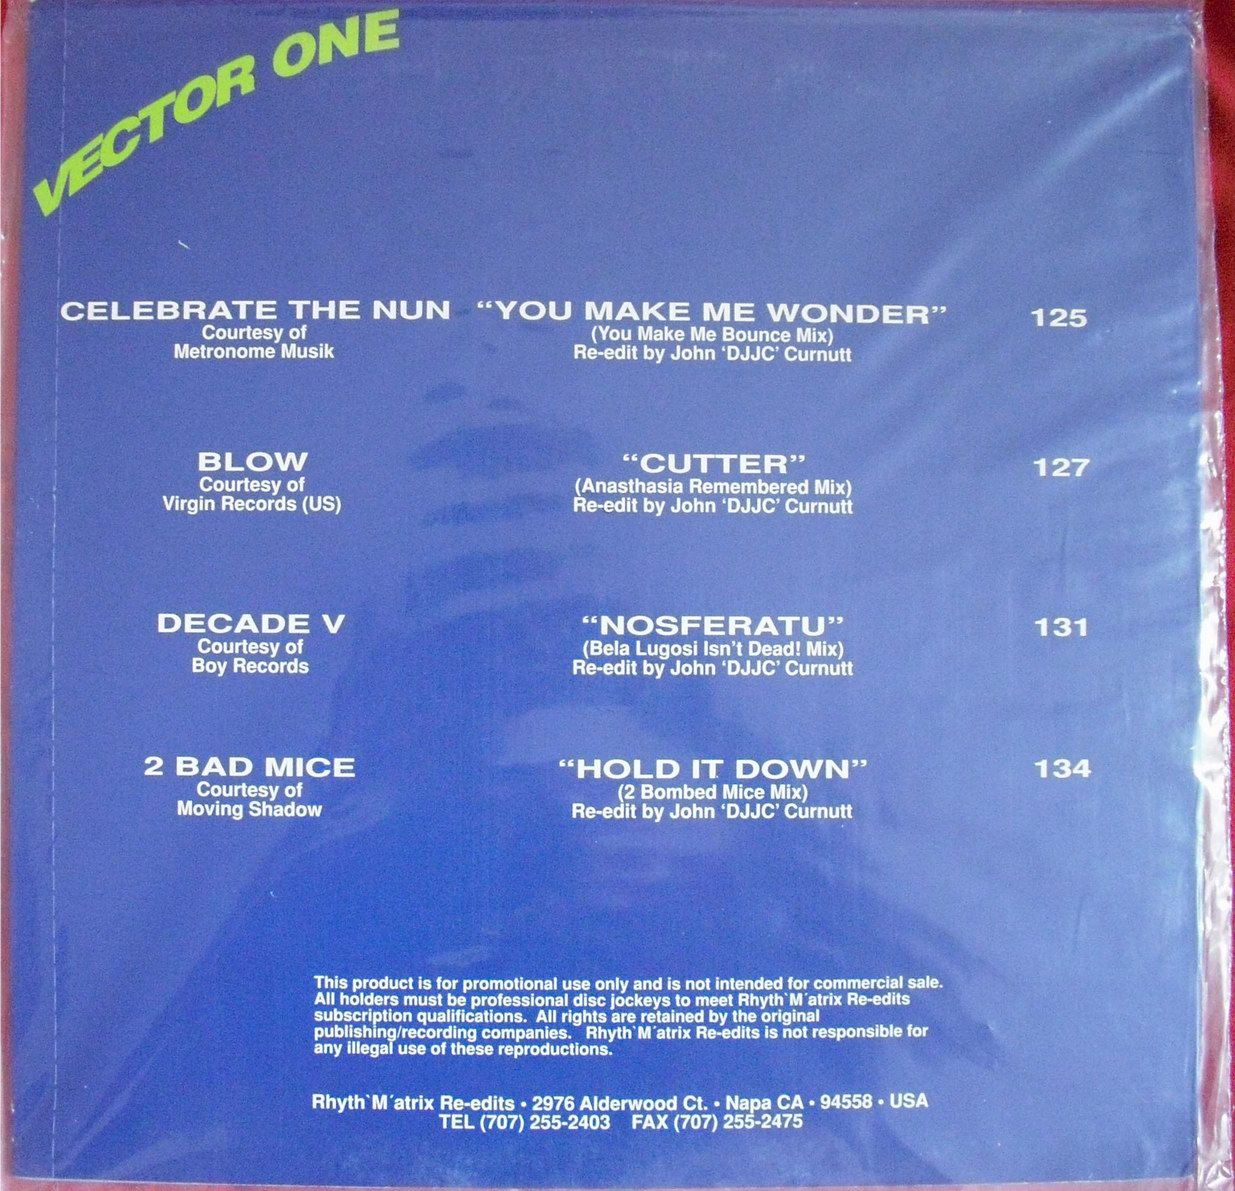 VECTOR ONE
CELEBRATE THE NUN “YOU MAKE ME WONDER” 125
Courtesy of (You Make Me Bounce Mix)
Metronome Musik Re-edit by John ‘DJJC’ Curnutt
BLOW “CUTTER” 127
Courtesy of (Anasthasia Remembered Mix)
Virgin Records (US) Re-edit by John ‘DJJC’ Curnutt
DECADE V “NOSFERATU” 131
Courtesy of (Bela Lugosi Isn’t Dead! Mix)
Boy Records Re-edit by John ‘DJJC’ Curnutt
2 BAD MICE “HOLD IT DOWN” 134
Courtesy of (2 Bombed Mice Mix)
Moving Shadow Re-edit by John ‘DJJC’ Curnutt
This product is for promotional use only and is not intended for commercial sale.
All holders must be professional disc jockeys to meet Rhyth`M´atrix Re-edits
subscription qualifications. All rights are retained by the original
publishing/recording companies. Rhyth`M´atrix Re-edits is not responsible for
any illegal use of these reproductions.
Rhyth`M´atrix Re-edits • 2976 Alderwood Ct. • Napa CA • 94558 • USA
TEL (707) 255-2403 FAX (707) 255-2475